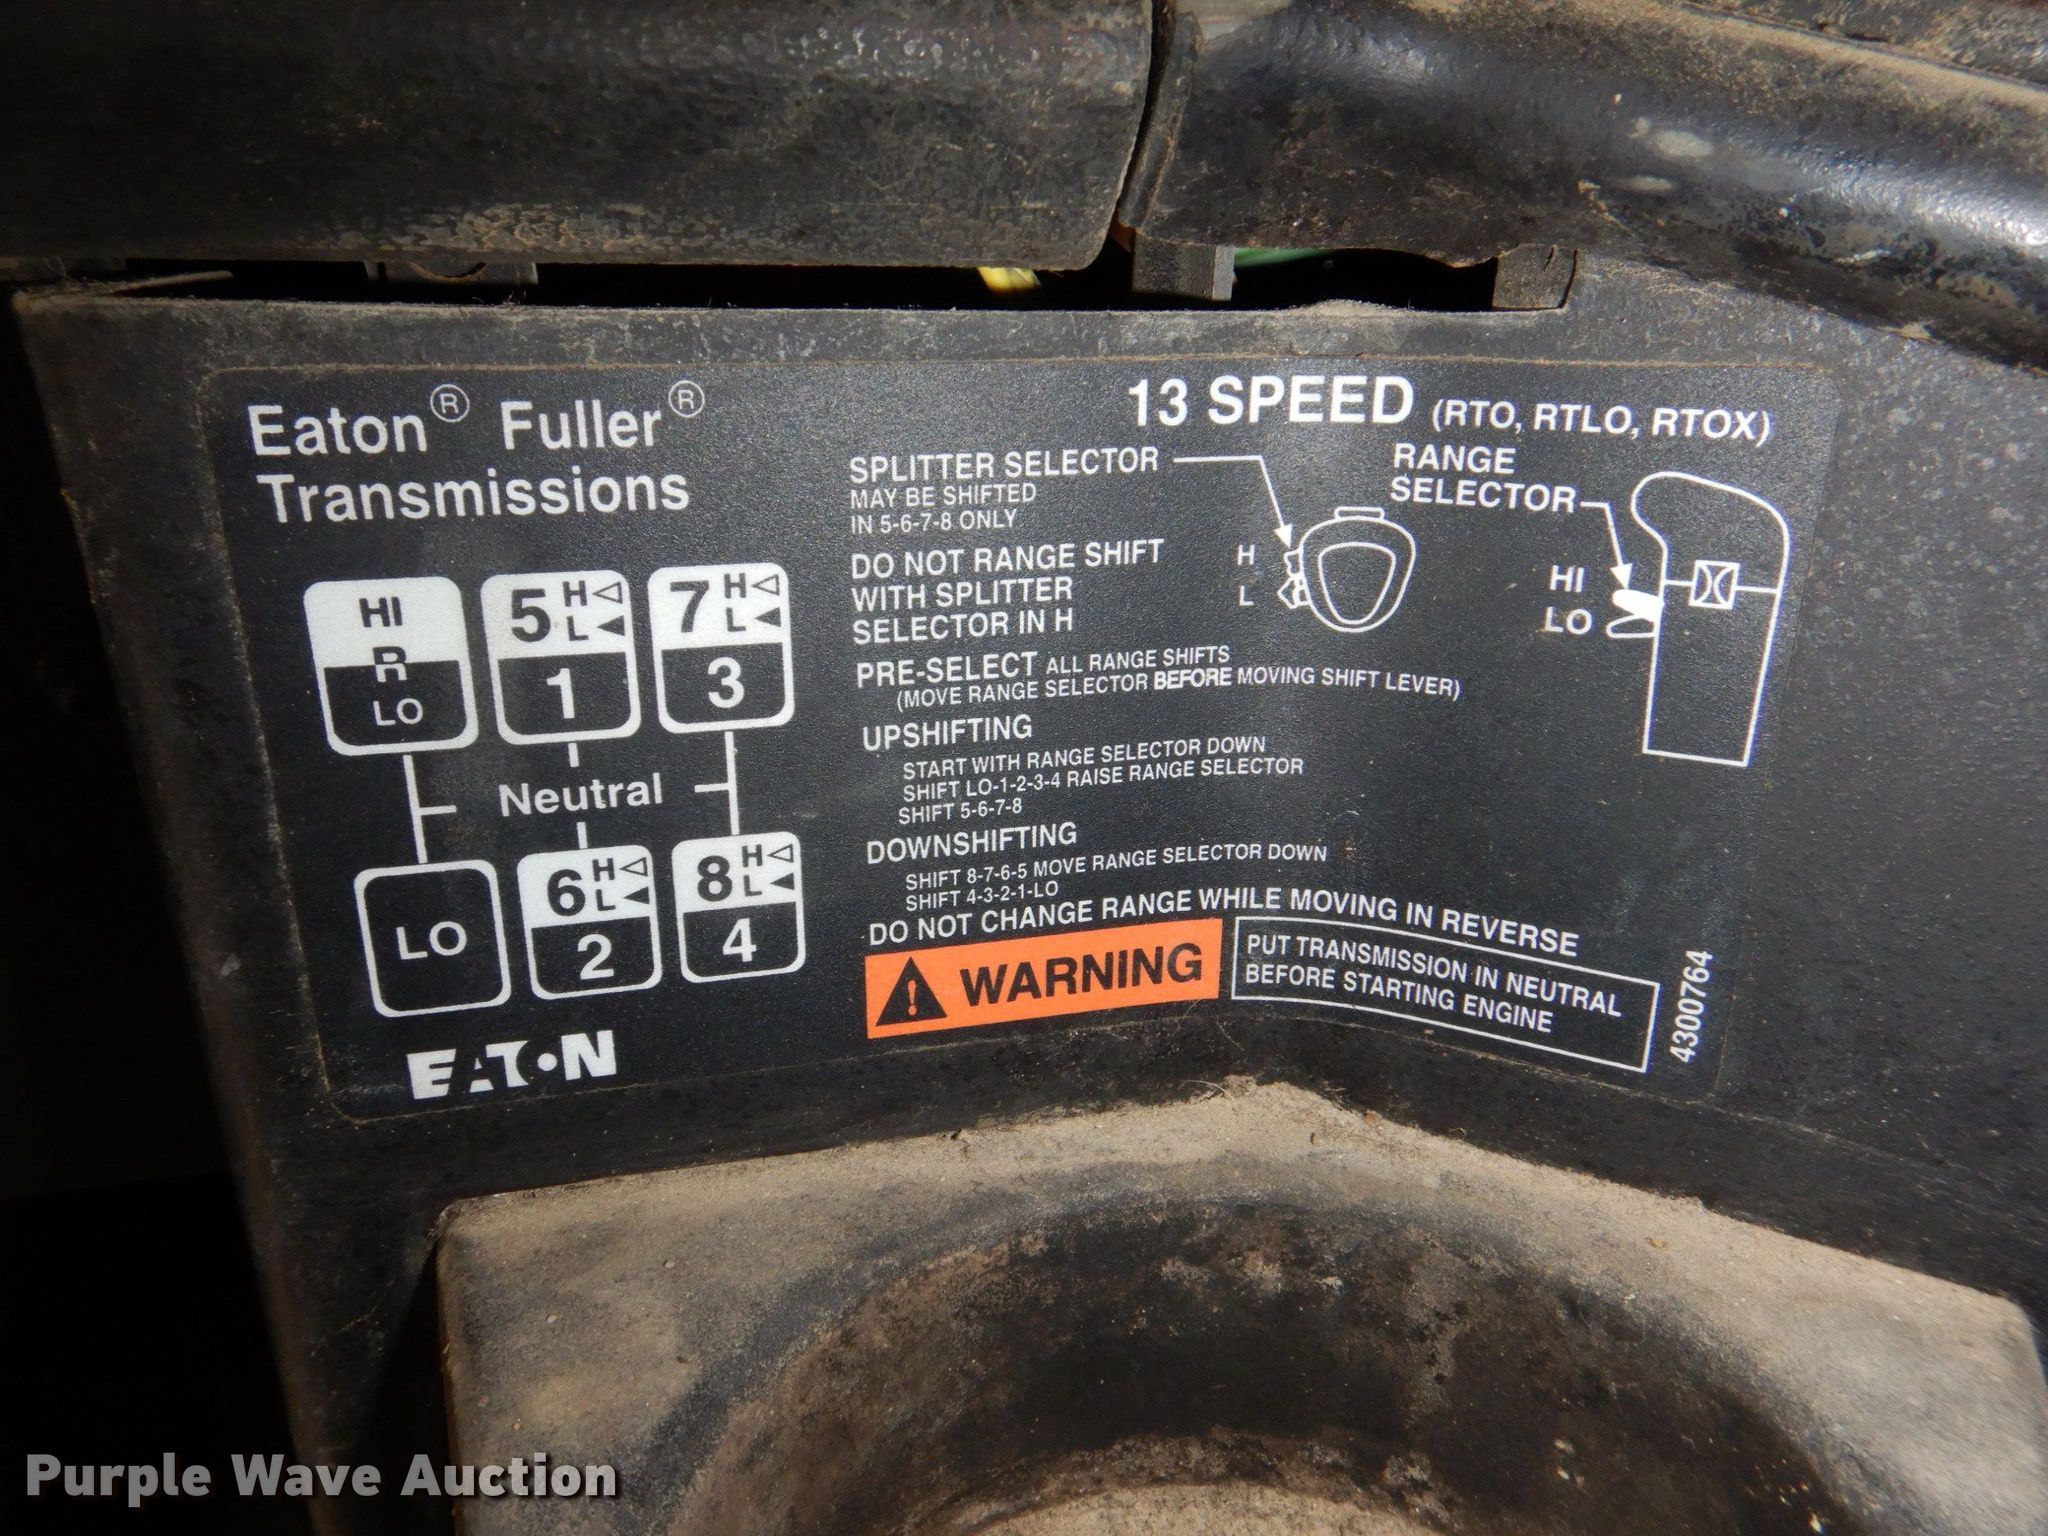 Eaton® Fuller®
Transmissions
HI
R
LO
5 H L
1
7 H L
3
Neutral
LO
6 H L
2
8 H L
4
EATON
13 SPEED (RTO, RTLO, RTOX)
SPLITTER SELECTOR
MAY BE SHIFTED
IN 5-6-7-8 ONLY
DO NOT RANGE SHIFT
WITH SPLITTER
SELECTOR IN H
H
L
RANGE
SELECTOR
HI
LO
PRE-SELECT ALL RANGE SHIFTS
(MOVE RANGE SELECTOR BEFORE MOVING SHIFT LEVER)
UPSHIFTING
START WITH RANGE SELECTOR DOWN
SHIFT LO-1-2-3-4 RAISE RANGE SELECTOR
SHIFT 5-6-7-8
DOWNSHIFTING
SHIFT 8-7-6-5 MOVE RANGE SELECTOR DOWN
SHIFT 4-3-2-1-LO
DO NOT CHANGE RANGE WHILE MOVING IN REVERSE
WARNING
PUT TRANSMISSION IN NEUTRAL
BEFORE STARTING ENGINE
4300764
Purple Wave Auction